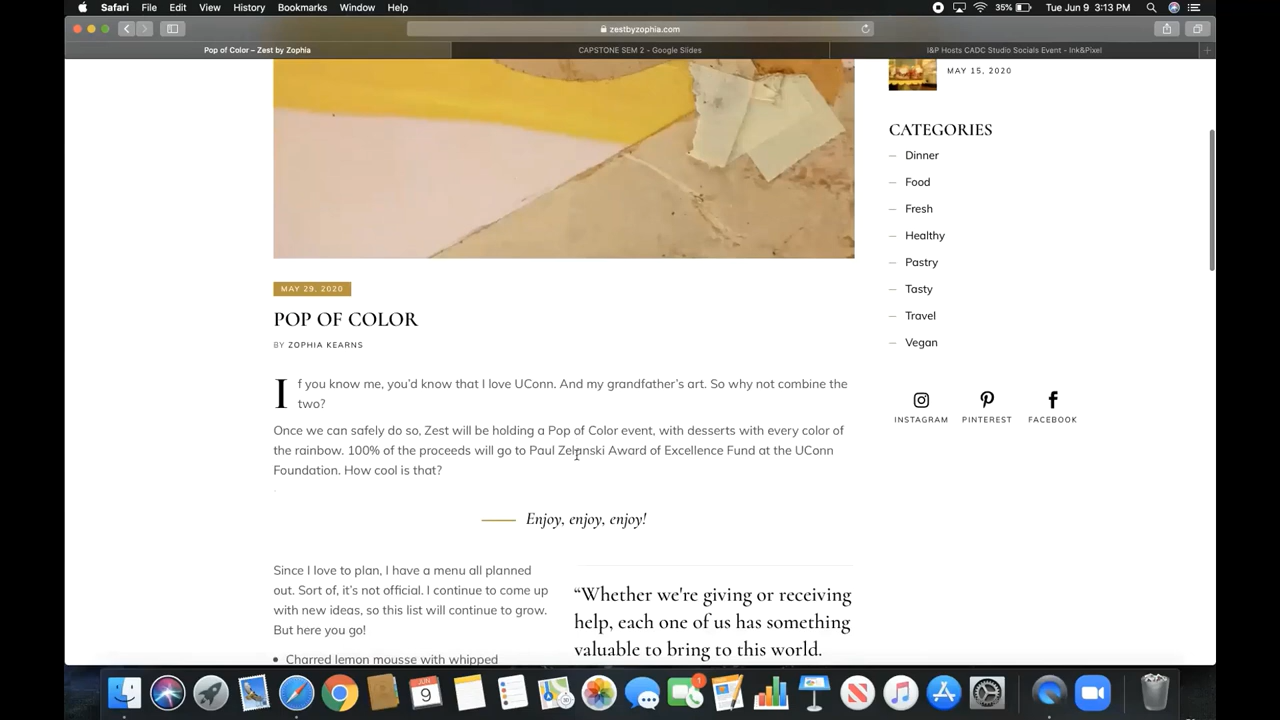 Safari File Edit View History Bookmarks Window Help 35% Tue Jun 9 3:13 PM
zestbyzophia.com
Pop of Color – Zest by Zophia CAPSTONE SEM 2 - Google Slides I&P Hosts CADC Studio Socials Event - Ink&Pixel
MAY 15, 2020
CATEGORIES
Dinner
Food
Fresh
Healthy
Pastry
Tasty
Travel
Vegan
INSTAGRAM PINTEREST FACEBOOK
MAY 29, 2020
POP OF COLOR
BY ZOPHIA KEARNS
If you know me, you'd know that I love UConn. And my grandfather's art. So why not combine the
two?
Once we can safely do so, Zest will be holding a Pop of Color event, with desserts with every color of
the rainbow. 100% of the proceeds will go to Paul Zelanski Award of Excellence Fund at the UConn
Foundation. How cool is that?
Enjoy, enjoy, enjoy!
Since I love to plan, I have a menu all planned
out. Sort of, it's not official. I continue to come up
with new ideas, so this list will continue to grow.
But here you go!
Charred lemon mousse with whipped
“Whether we're giving or receiving
help, each one of us has something
valuable to bring to this world.
JUN
9
1